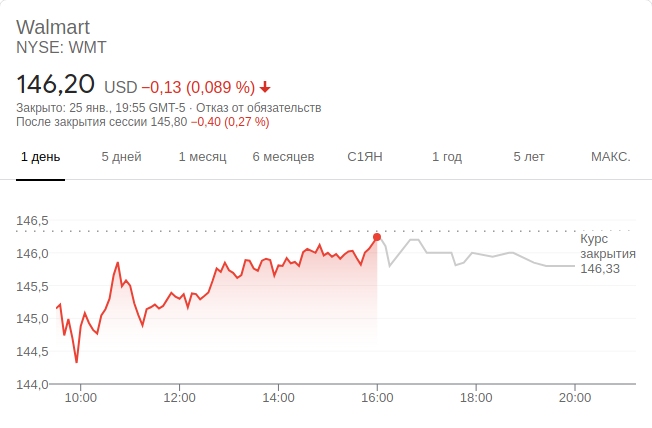 Walmart
NYSE: WMT
146,20 USD −0,13 (0,089 %)
Закрыто: 25 янв., 19:55 GMT-5 · Отказ от обязательств
После закрытия сессии 145,80 −0,40 (0,27 %)
1 день 5 дней 1 месяц 6 месяцев С1ЯН 1 год 5 лет МАКС.
146,5
Курс
закрытия
146,33
146,0
145,5
145,0
144,5
144,0
10:00 12:00 14:00 16:00 18:00 20:00